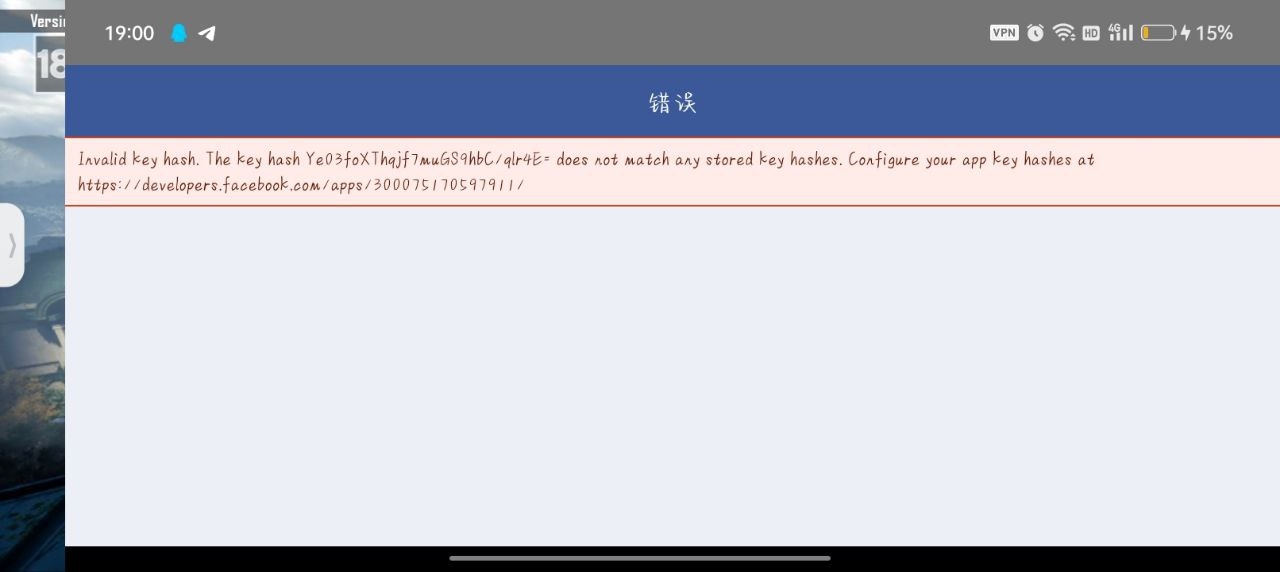 Versi
18
19:00
VPN
HD
4G
15%
错误
Invalid key hash. The key hash Ye03foXThqjf7muGS9hbC/qlr4E= does not match any stored key hashes. Configure your app key hashes at
https://developers.facebook.com/apps/300075170597911/